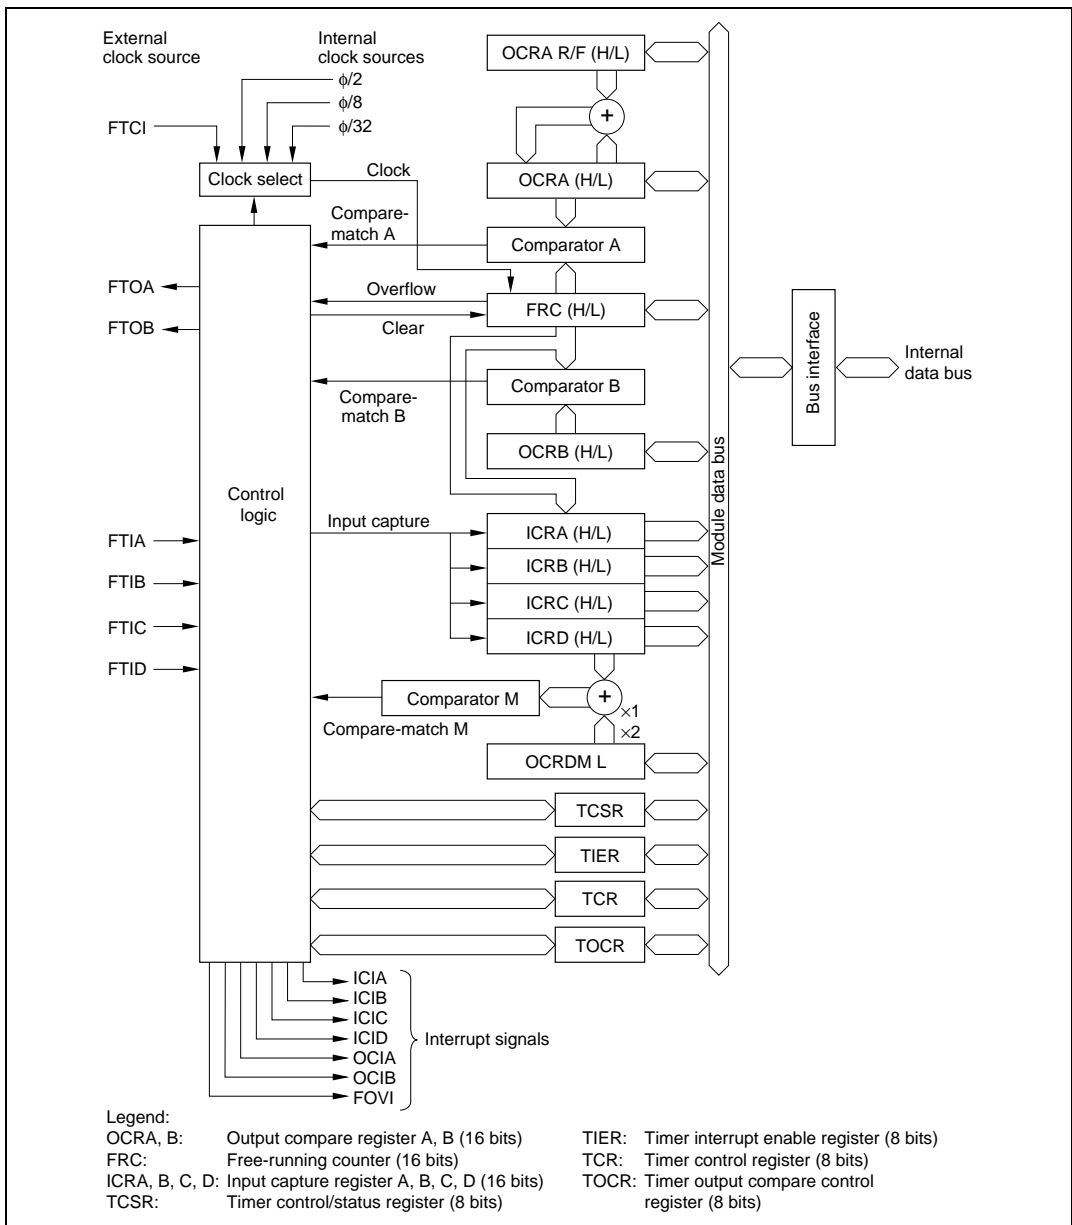 External
clock source
Internal
clock sources
ϕ/2
ϕ/8
ϕ/32
FTCI
Clock select
Clock
OCRA R/F (H/L)
+
OCRA (H/L)
Compare-
match A
Comparator A
FTOA
Overflow
FRC (H/L)
FTOB
Clear
Comparator B
Compare-
match B
OCRB (H/L)
Control
logic
Input capture
ICRA (H/L)
ICRB (H/L)
ICRC (H/L)
ICRD (H/L)
FTIA
FTIB
FTIC
FTID
+
×1
×2
Comparator M
Compare-match M
OCRDM L
TCSR
TIER
TCR
TOCR
Module data bus
Bus interface
Internal
data bus
ICIA
ICIB
ICIC
ICID
OCIA
OCIB
FOVI
Interrupt signals
Legend:
OCRA, B: Output compare register A, B (16 bits)
FRC: Free-running counter (16 bits)
ICRA, B, C, D: Input capture register A, B, C, D (16 bits)
TCSR: Timer control/status register (8 bits)
TIER: Timer interrupt enable register (8 bits)
TCR: Timer control register (8 bits)
TOCR: Timer output compare control
register (8 bits)